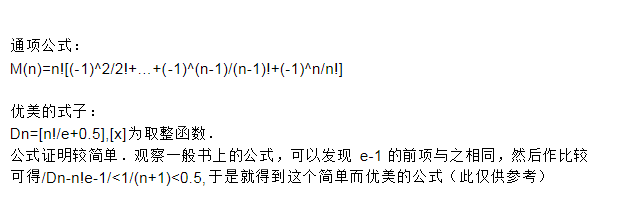 通项公式：
M(n)=n![(-1)^2/2!+…+(-1)^(n-1)/(n-1)!+(-1)^n/n!]
优美的式子：
Dn=[n!/e+0.5],[x]为取整函数．
公式证明较简单．观察一般书上的公式，可以发现 e-1 的前项与之相同，然后作比较
可得/Dn-n!e-1/<1/(n+1)<0.5,于是就得到这个简单而优美的公式（此仅供参考）